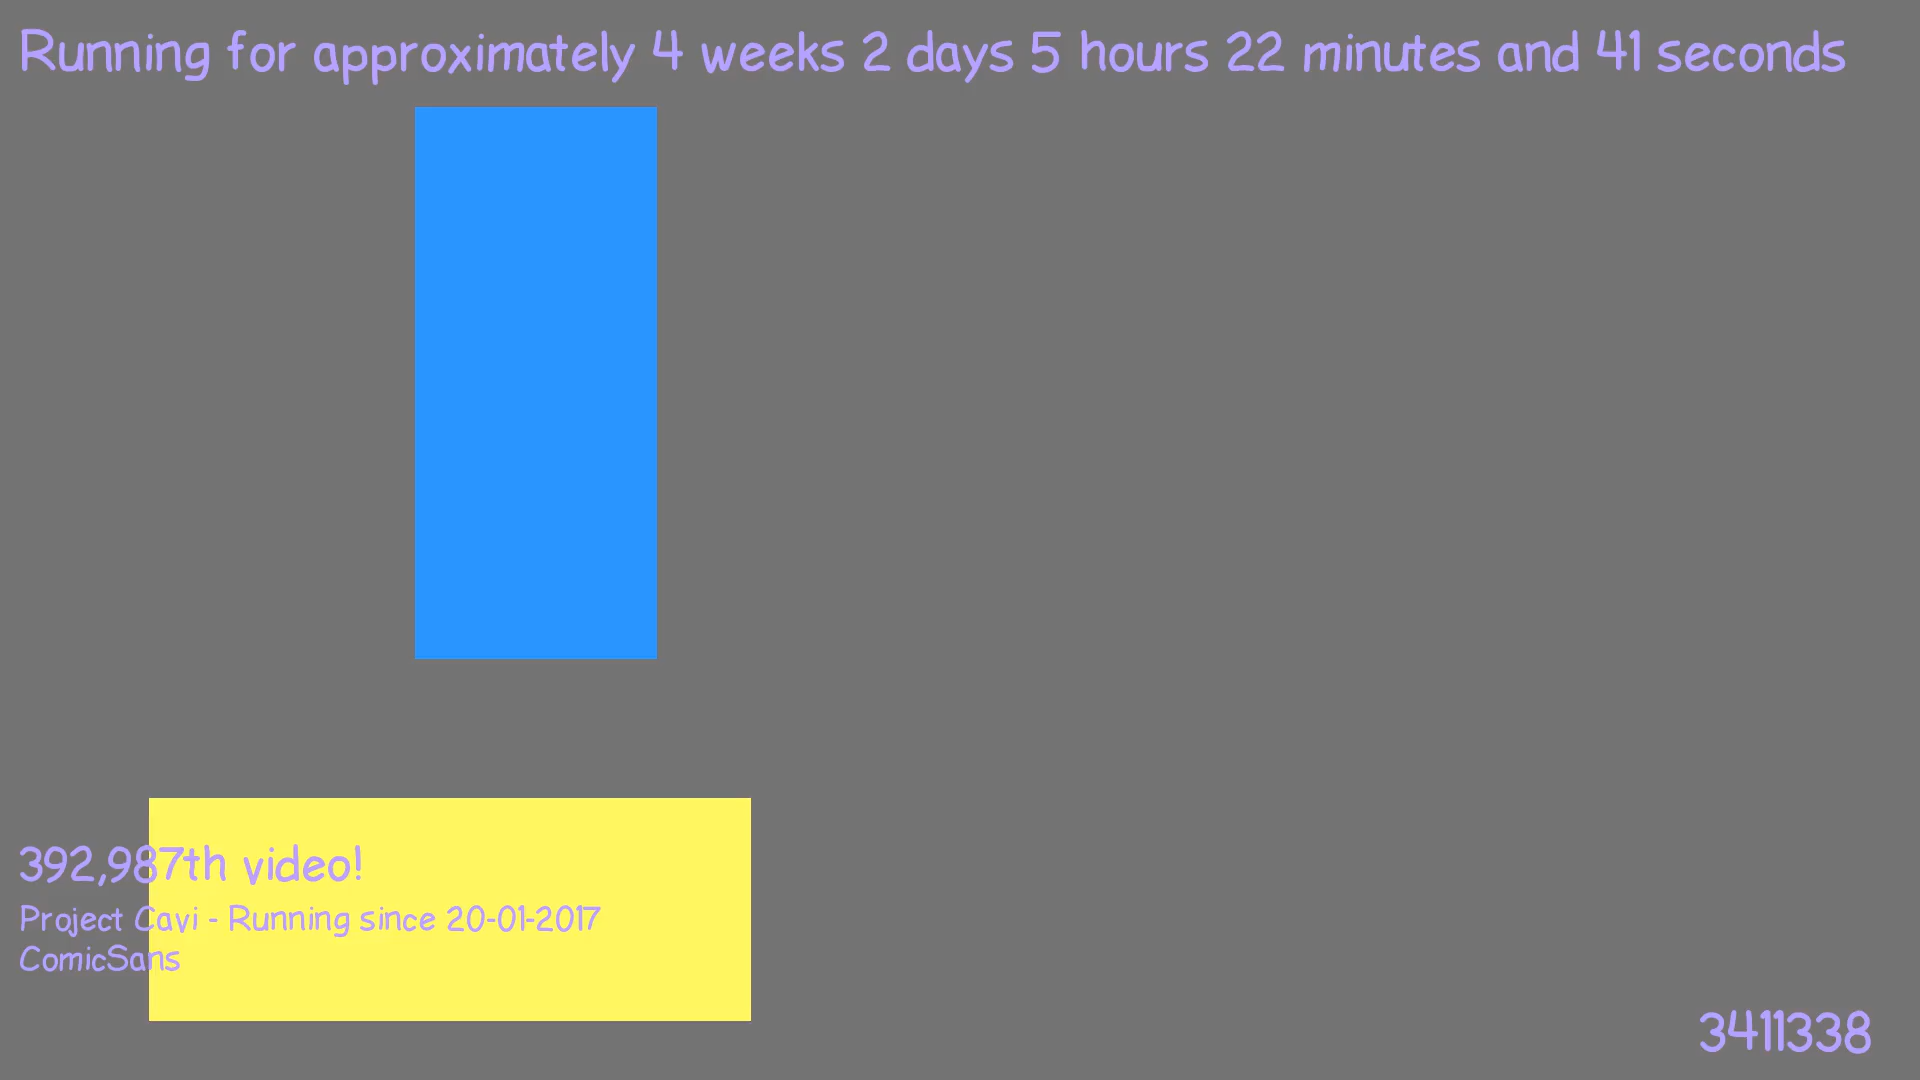 Running for approximately 4 weeks 2 days 5 hours 22 minutes and 41 seconds
392,987th video!
Project Cavi - Running since 20-01-2017
ComicSans
3411338